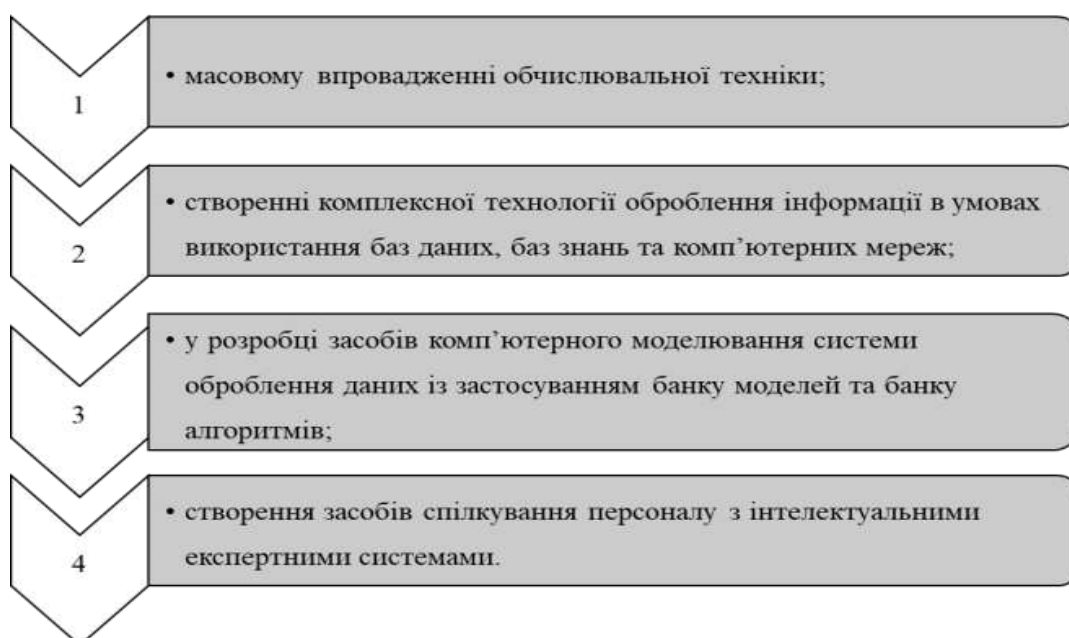 1
• масовому впровадженні обчислювальної техніки;
2
• створенні комплексної технології оброблення інформації в умовах
використання баз даних, баз знань та комп’ютерних мереж;
3
• у розробці засобів комп’ютерного моделювання системи
оброблення даних із застосуванням банку моделей та банку
алгоритмів;
4
• створення засобів спілкування персоналу з інтелектуальними
експертними системами.